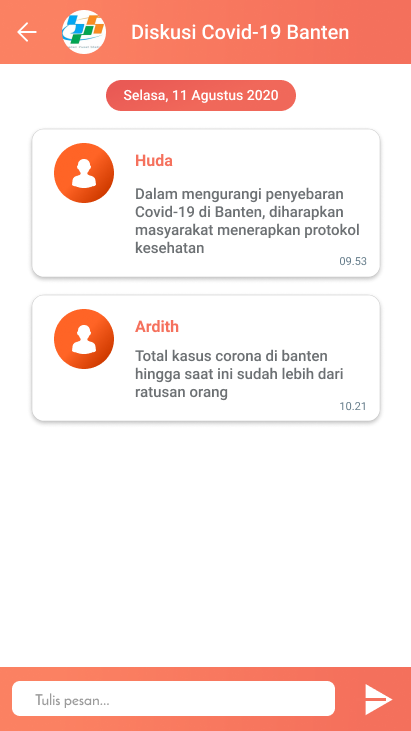 Diskusi Covid-19 Banten
Selasa, 11 Agustus 2020
Huda
Dalam mengurangi penyebaran
Covid-19 di Banten, diharapkan
masyarakat menerapkan protokol
kesehatan
09.53
Ardith
Total kasus corona di banten
hingga saat ini sudah lebih dari
ratusan orang
10.21
Tulis pesan...